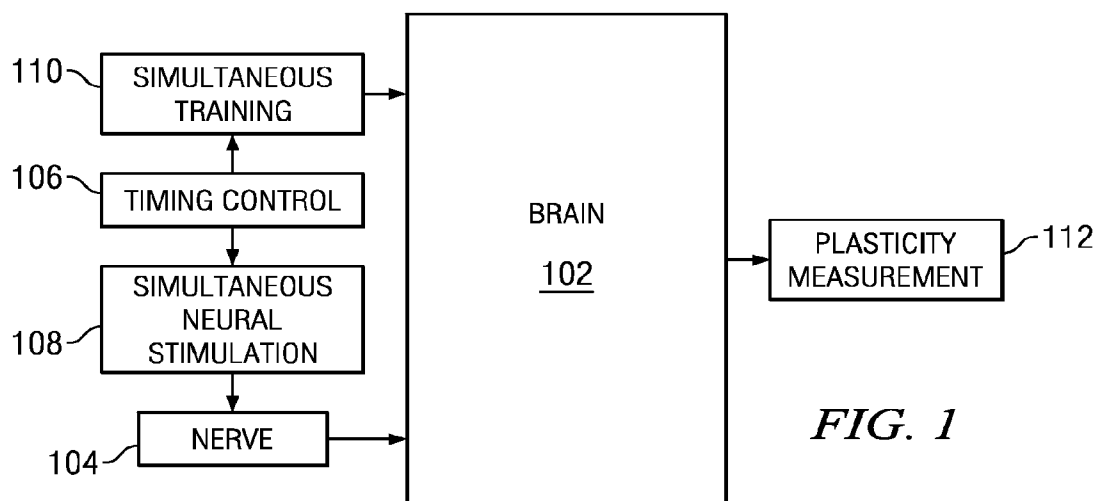 110
SIMULTANEOUS
TRAINING
106
TIMING CONTROL
108
SIMULTANEOUS
NEURAL
STIMULATION
104
NERVE
BRAIN
102
PLASTICITY
MEASUREMENT
112
FIG. 1